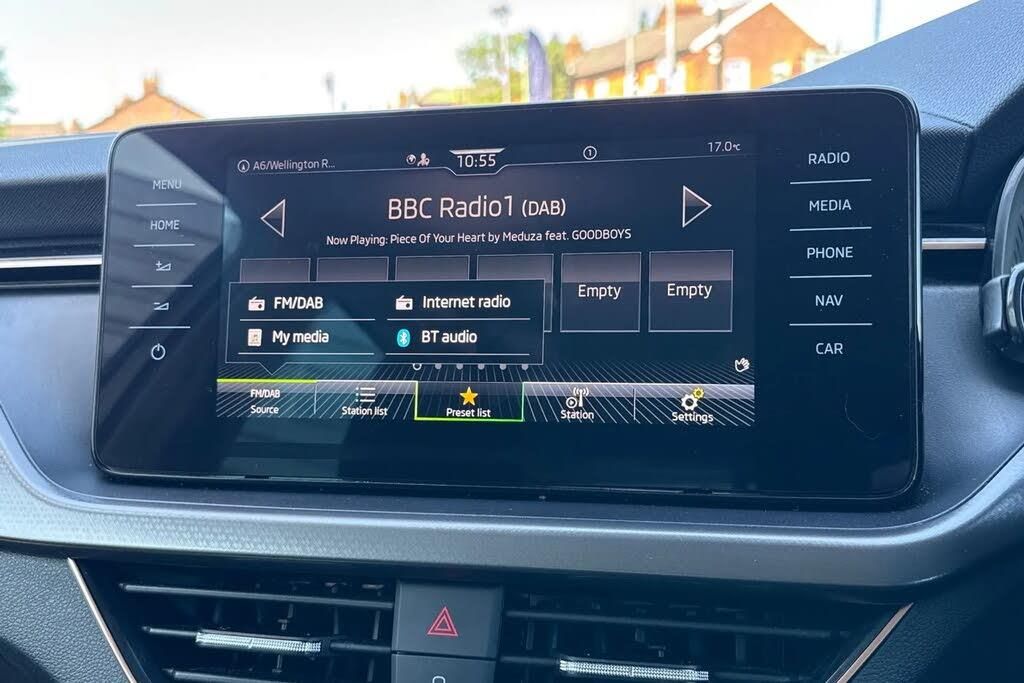 A6/Wellington R...
10:55
1
17.0°C
BBC Radio1 (DAB)
Now Playing: Piece Of Your Heart by Meduza feat. GOODBOYS
Empty
Empty
FM/DAB
Internet radio
My media
BT audio
FM/DAB
Source
Station list
Preset list
Station
Settings
MENU
HOME
RADIO
MEDIA
PHONE
NAV
CAR